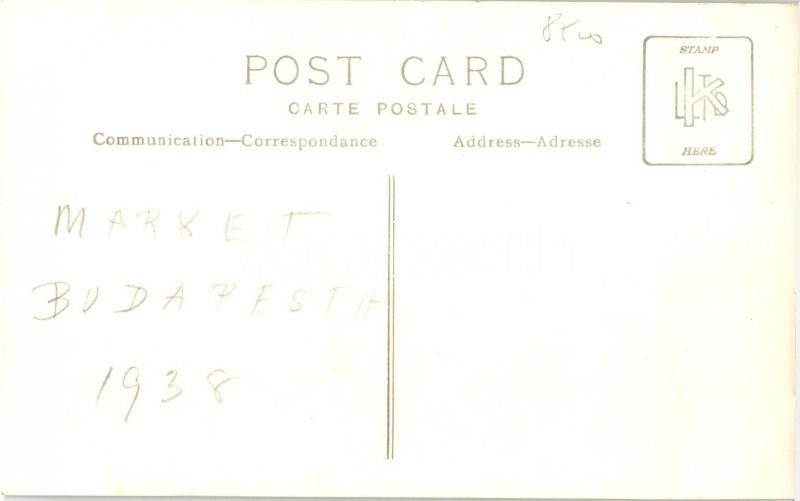 POST CARD
CARTE POSTALE
Communication—Correspondance
Address—Adresse
STAMP
HERE
MARKET
BUDAPESTH
1938